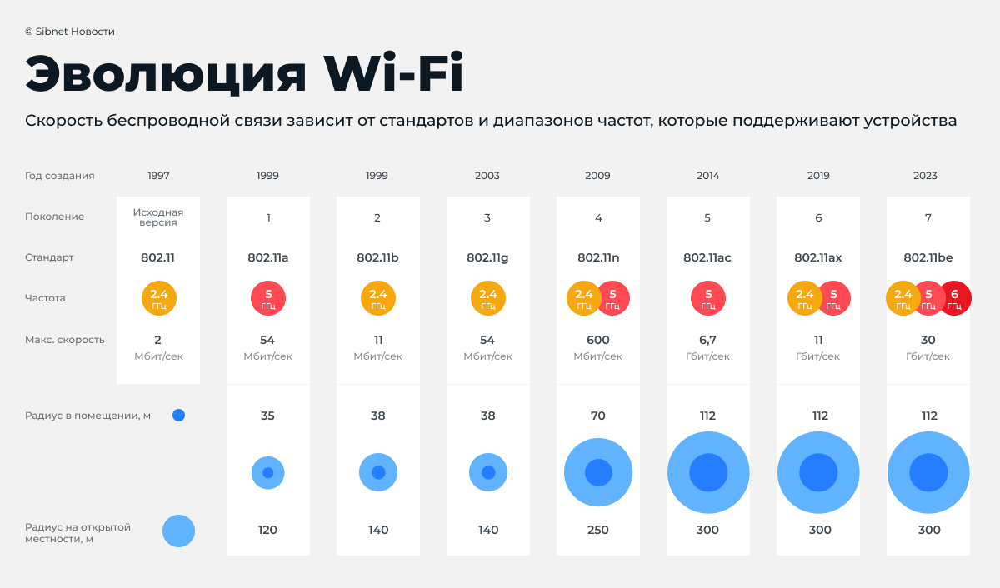 © Sibnet Новости
Эволюция Wi-Fi
Скорость беспроводной связи зависит от стандартов и диапазонов частот, которые поддерживают устройства
Год создания 1997 1999 1999 2003 2009 2014 2019 2023
Поколение Исходная версия 1 2 3 4 5 6 7
Стандарт 802.11 802.11a 802.11b 802.11g 802.11n 802.11ac 802.11ax 802.11be
Частота 2.4 ГГц 5 ГГц 2.4 ГГц 2.4 ГГц 2.4 ГГц 5 ГГц 5 ГГц 2.4 ГГц 5 ГГц 2.4 ГГц 5 ГГц 6 ГГц
Макс. скорость 2 54 11 54 600 6,7 11 30
Мбит/сек Мбит/сек Мбит/сек Мбит/сек Мбит/сек Гбит/сек Гбит/сек Гбит/сек
Радиус в помещении, м 35 38 38 70 112 112 112
Радиус на открытой
местности, м 120 140 140 250 300 300 300